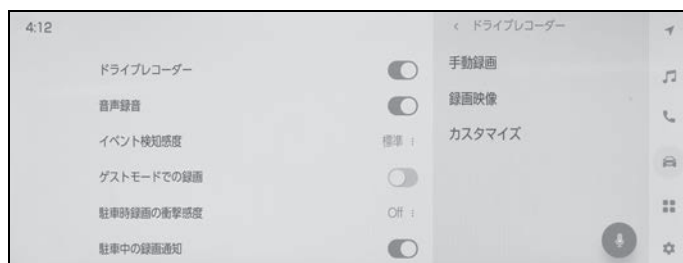 4:12
ドライブレコーダー
音声録音
イベント検知感度 標準
ゲストモードでの録画
駐車時録画の衝撃感度 Off
駐車中の録画通知
< ドライブレコーダー
手動録画
録画映像
カスタマイズ